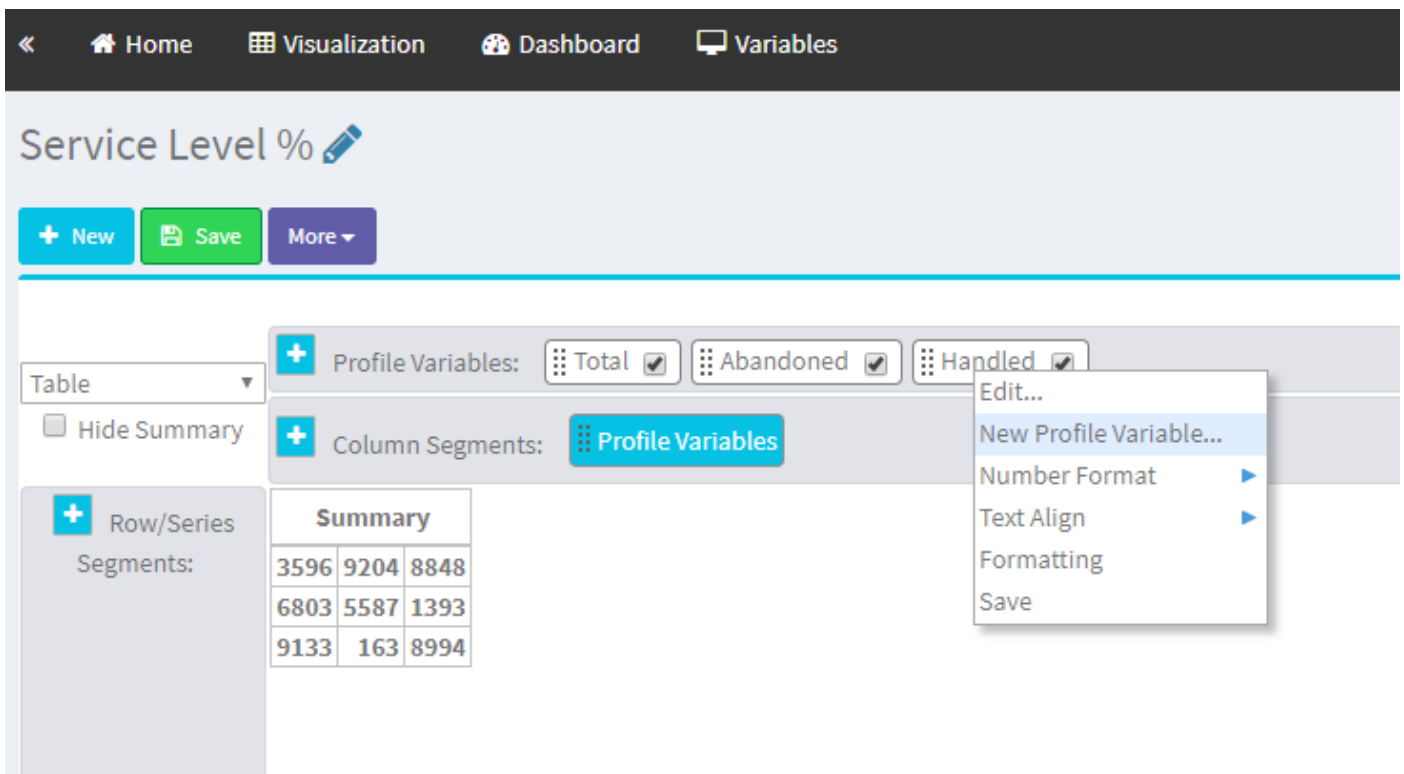 « Home Visualization Dashboard Variables
Service Level %
+ New Save More
Profile Variables: Total Abandoned Handled
Table
Hide Summary
Column Segments: Profile Variables
Edit...
New Profile Variable...
Number Format
Text Align
Formatting
Save
Row/Series
Segments:
Summary
3596 9204 8848
6803 5587 1393
9133 163 8994